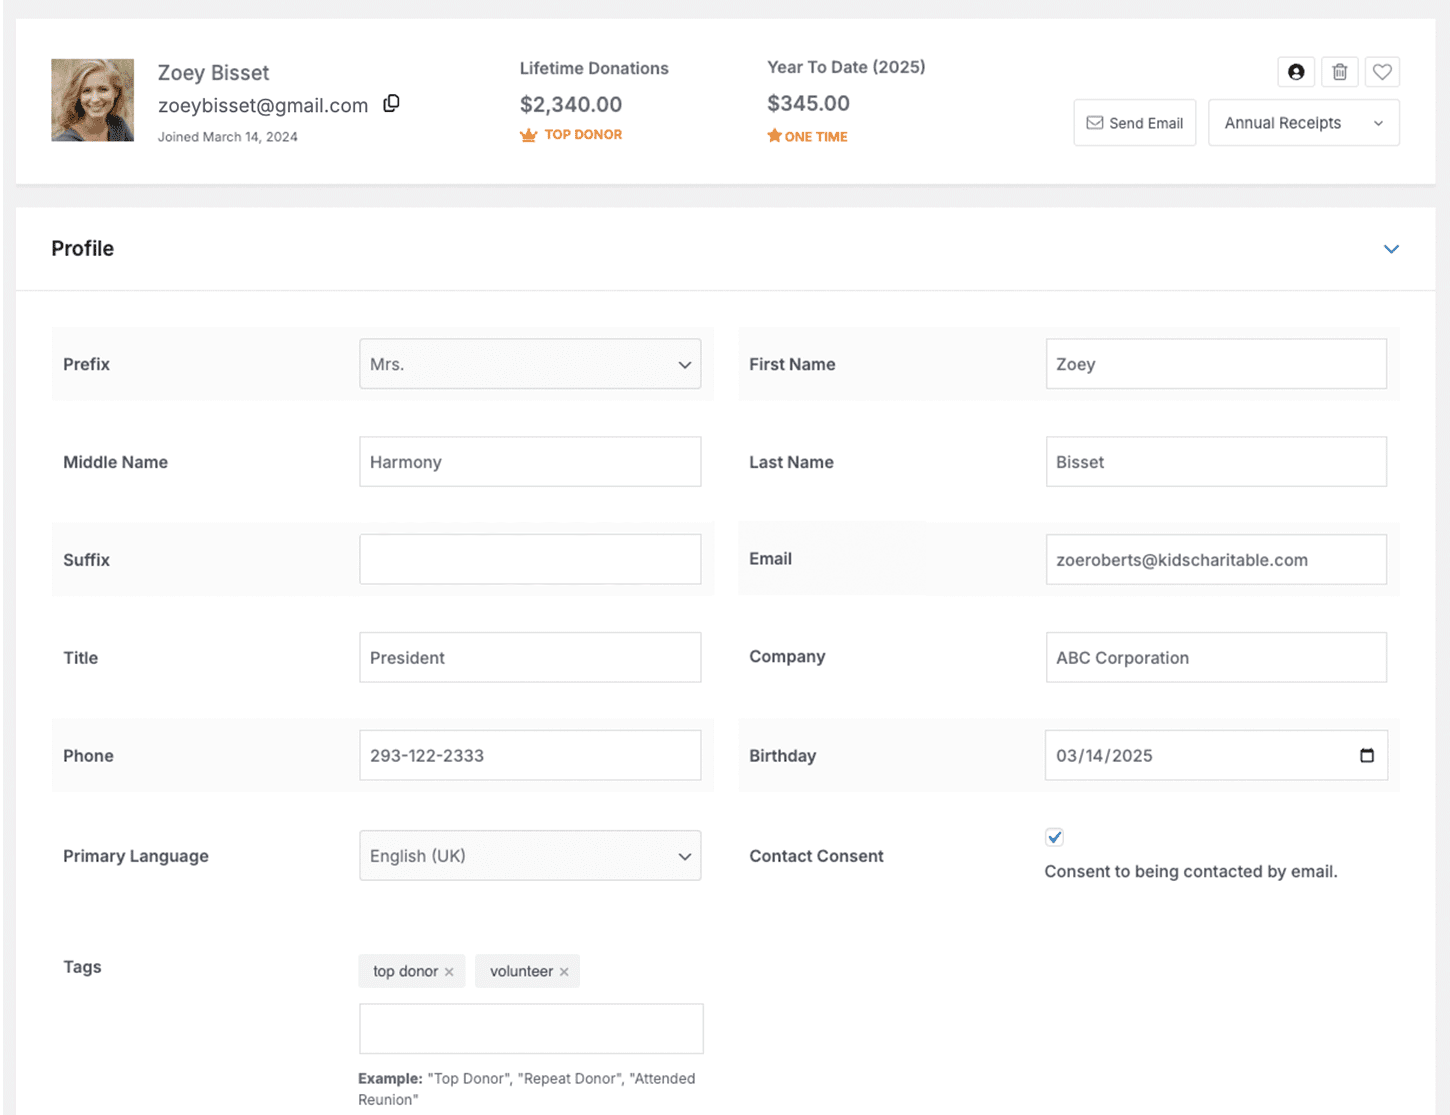 Zoey Bisset
zoeybisset@gmail.com
Joined March 14, 2024
Lifetime Donations
$2,340.00
TOP DONOR
Year To Date (2025)
$345.00
ONE TIME
Send Email
Annual Receipts
Profile
Prefix
Mrs.
First Name
Zoey
Middle Name
Harmony
Last Name
Bisset
Suffix
Email
zoeroberts@kidscharitable.com
Title
President
Company
ABC Corporation
Phone
293-122-2333
Birthday
03/14/2025
Primary Language
English (UK)
Contact Consent
Consent to being contacted by email.
Tags
top donor ×
volunteer ×
Example: "Top Donor", "Repeat Donor", "Attended
Reunion"